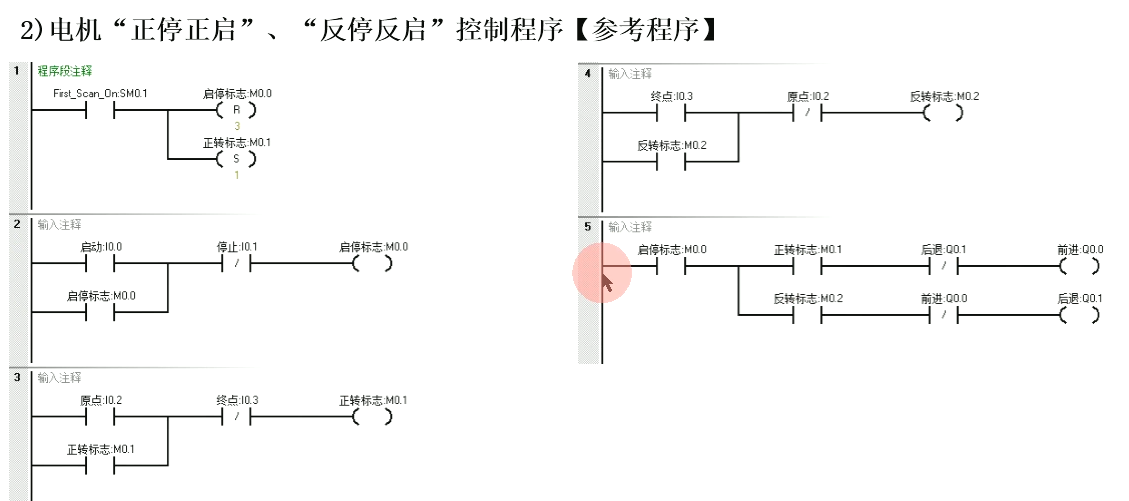 2)电机“正停正启”、“反停反启”控制程序【参考程序】
1 程序段注释
First_Scan_On:SM0.1 启停标志:M0.0
R
3
正转标志:M0.1
S
1
2 输入注释
启动:I0.0 停止:I0.1 启停标志:M0.0
/
启停标志:M0.0
3 输入注释
原点:I0.2 终点:I0.3 正转标志:M0.1
/
正转标志:M0.1
4 输入注释
终点:I0.3 原点:I0.2 反转标志:M0.2
/
反转标志:M0.2
5 输入注释
启停标志:M0.0 正转标志:M0.1 后退:Q0.1 前进:Q0.0
/
反转标志:M0.2 前进:Q0.0 后退:Q0.1
/